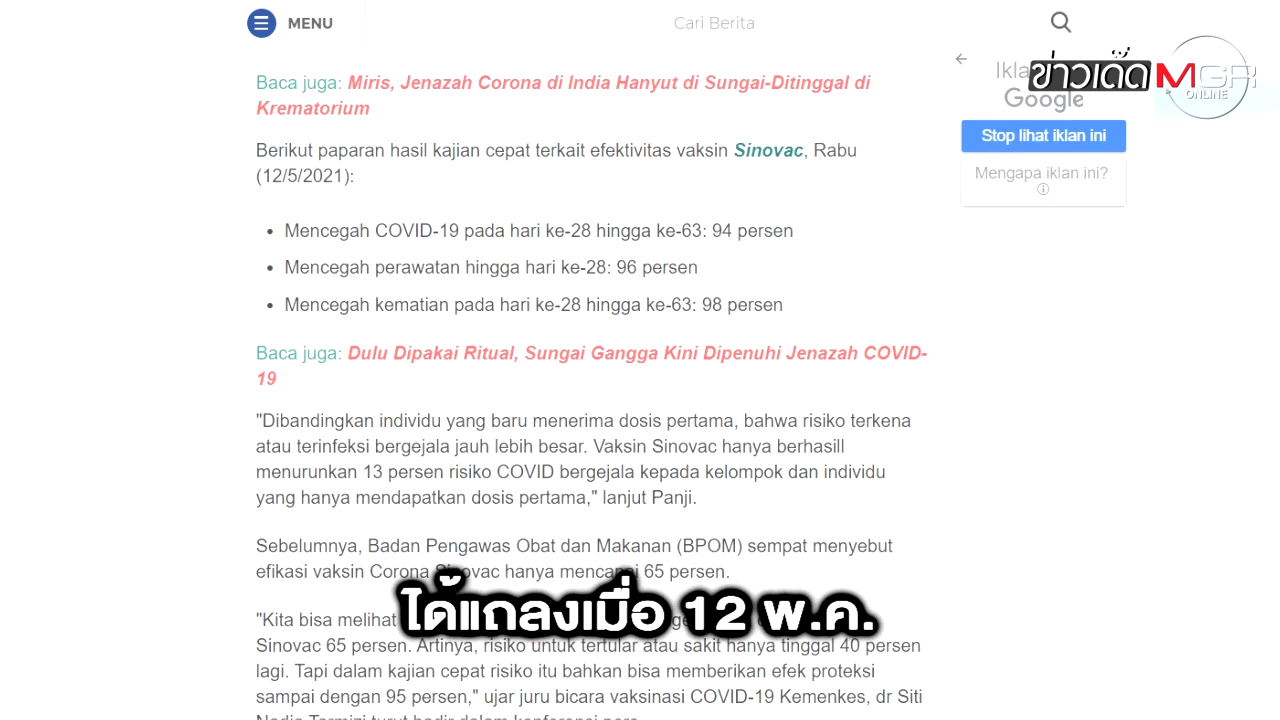 MENU
Cari Berita
Baca juga: Miris, Jenazah Corona di India Hanyut di Sungai-Ditinggal di
Krematorium
Berikut paparan hasil kajian cepat terkait efektivitas vaksin Sinovac, Rabu
(12/5/2021):
• Mencegah COVID-19 pada hari ke-28 hingga ke-63: 94 persen
• Mencegah perawatan hingga hari ke-28: 96 persen
• Mencegah kematian pada hari ke-28 hingga ke-63: 98 persen
Baca juga: Dulu Dipakai Ritual, Sungai Gangga Kini Dipenuhi Jenazah COVID-
19
"Dibandingkan individu yang baru menerima dosis pertama, bahwa risiko terkena
atau terinfeksi bergejala jauh lebih besar. Vaksin Sinovac hanya berhasill
menurunkan 13 persen risiko COVID bergejala kepada kelompok dan individu
yang hanya mendapatkan dosis pertama," lanjut Panji.
Sebelumnya, Badan Pengawas Obat dan Makanan (BPOM) sempat menyebut
efikasi vaksin Corona Sinovac hanya mencapai 65 persen.
"Kita bisa melihat
Sinovac 65 persen. Artinya, risiko untuk tertular atau sakit hanya tinggal 40 persen
lagi. Tapi dalam kajian cepat risiko itu bahkan bisa memberikan efek proteksi
sampai dengan 95 persen," ujar juru bicara vaksinasi COVID-19 Kemenkes, dr Siti
ได้แถลงเมื่อ 12 พ.ค.
ข่าวเด็ด MGR
ONLINE
Google
Stop lihat iklan ini
Mengapa iklan ini?